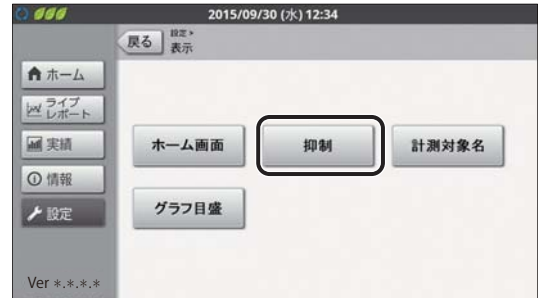 2015/09/30 (水) 12:34
戻る
設定 ▸
表示
ホーム
ライブ
レポート
実績
情報
設定
ホーム画面
抑制
計測対象名
グラフ目盛
Ver *.*.*.*